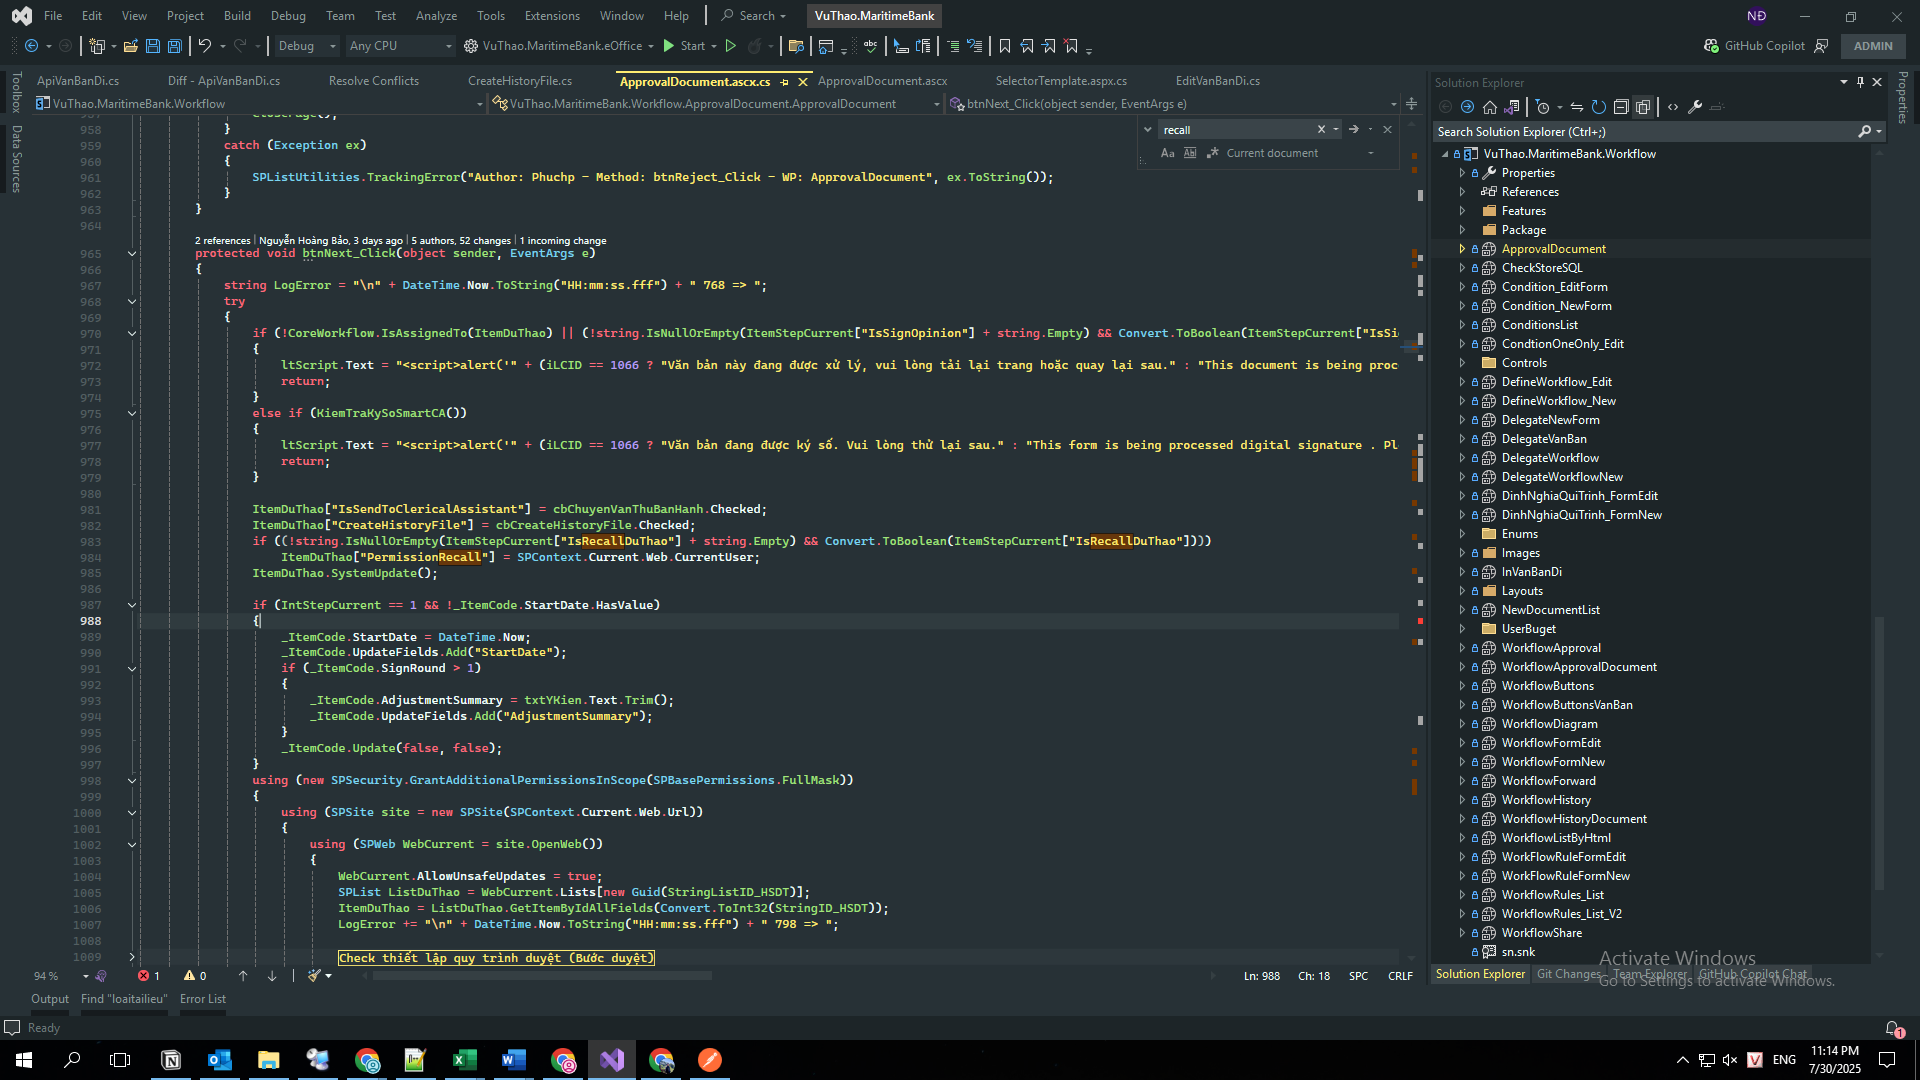 File Edit View Project Build Debug Team Test Analyze Tools Extensions Window Help Search VuThao.MaritimeBank NĐ
Debug Any CPU VuThao.MaritimeBank.eOffice Start GitHub Copilot ADMIN
ApiVanBanDi.cs Diff - ApiVanBanDi.cs Resolve Conflicts CreateHistoryFile.cs ApprovalDocument.ascx.cs ApprovalDocument.ascx SelectorTemplate.aspx.cs EditVanBanDi.cs
VuThao.MaritimeBank.Workflow VuThao.MaritimeBank.Workflow.ApprovalDocument.ApprovalDocument btnNext_Click(object sender, EventArgs e)
Toolbox
Data Sources
recall
Aa Current document
958 }
959 catch (Exception ex)
960 {
961 SPListUtilities.TrackingError("Author: Phuchp - Method: btnReject_Click - WP: ApprovalDocument", ex.ToString());
962 }
963 }
964
2 references | Nguyễn Hoàng Bảo, 3 days ago | 5 authors, 52 changes | 1 incoming change
965 protected void btnNext_Click(object sender, EventArgs e)
966 {
967 string LogError = "\n" + DateTime.Now.ToString("HH:mm:ss.fff") + " 768 => ";
968 try
969 {
970 if (!CoreWorkflow.IsAssignedTo(ItemDuThao) || (!string.IsNullOrEmpty(ItemStepCurrent["IsSignOpinion"] + string.Empty) && Convert.ToBoolean(ItemStepCurrent["IsSi
971 {
972 ltScript.Text = "<script>alert('" + (iLCID == 1066 ? "Văn bản này đang được xử lý, vui lòng tải lại trang hoặc quay lại sau." : "This document is being proc
973 return;
974 }
975 else if (KiemTraKySoSmartCA())
976 {
977 ltScript.Text = "<script>alert('" + (iLCID == 1066 ? "Văn bản đang được ký số. Vui lòng thử lại sau." : "This form is being processed digital signature . Pl
978 return;
979 }
980
981 ItemDuThao["IsSendToClericalAssistant"] = cbChuyenVanThuBanHanh.Checked;
982 ItemDuThao["CreateHistoryFile"] = cbCreateHistoryFile.Checked;
983 if ((!string.IsNullOrEmpty(ItemStepCurrent["IsRecallDuThao"] + string.Empty) && Convert.ToBoolean(ItemStepCurrent["IsRecallDuThao"])))
984 ItemDuThao["PermissionRecall"] = SPContext.Current.Web.CurrentUser;
985 ItemDuThao.SystemUpdate();
986
987 if (IntStepCurrent == 1 && !_ItemCode.StartDate.HasValue)
988 {
989 _ItemCode.StartDate = DateTime.Now;
990 _ItemCode.UpdateFields.Add("StartDate");
991 if (_ItemCode.SignRound > 1)
992 {
993 _ItemCode.AdjustmentSummary = txtYKien.Text.Trim();
994 _ItemCode.UpdateFields.Add("AdjustmentSummary");
995 }
996 _ItemCode.Update(false, false);
997 }
998 using (new SPSecurity.GrantAdditionalPermissionsInScope(SPBasePermissions.FullMask))
999 {
1000 using (SPSite site = new SPSite(SPContext.Current.Web.Url))
1001 {
1002 using (SPWeb WebCurrent = site.OpenWeb())
1003 {
1004 WebCurrent.AllowUnsafeUpdates = true;
1005 SPList ListDuThao = WebCurrent.Lists[new Guid(StringListID_HSDT)];
1006 ItemDuThao = ListDuThao.GetItemByIdAllFields(Convert.ToInt32(StringID_HSDT));
1007 LogError += "\n" + DateTime.Now.ToString("HH:mm:ss.fff") + " 798 => ";
1008
1009 Check thiết lập quy trình duyệt (Bước duyệt)
94 % 1 0 Ln: 988 Ch: 18 SPC CRLF
Output Find "loaitailieu" Error List
Ready
Solution Explorer
Search Solution Explorer (Ctrl+;)
VuThao.MaritimeBank.Workflow
Properties
References
Features
Package
ApprovalDocument
CheckStoreSQL
Condition_EditForm
Condition_NewForm
ConditionsList
CondtionOneOnly_Edit
Controls
DefineWorkflow_Edit
DefineWorkflow_New
DelegateNewForm
DelegateVanBan
DelegateWorkflow
DelegateWorkflowNew
DinhNghiaQuiTrinh_FormEdit
DinhNghiaQuiTrinh_FormNew
Enums
Images
InVanBanDi
Layouts
NewDocumentList
UserBuget
WorkflowApproval
WorkflowApprovalDocument
WorkflowButtons
WorkflowButtonsVanBan
WorkflowDiagram
WorkflowFormEdit
WorkflowFormNew
WorkflowForward
WorkflowHistory
WorkflowHistoryDocument
WorkflowListByHtml
WorkFlowRuleFormEdit
WorkFlowRuleFormNew
WorkflowRules_List
WorkflowRules_List_V2
WorkflowShare
sn.snk
Solution Explorer Git Changes Team Explorer GitHub Copilot Chat
Properties
Activate Windows
Go to Settings to activate Windows.
1
ENG
11:14 PM
7/30/2025